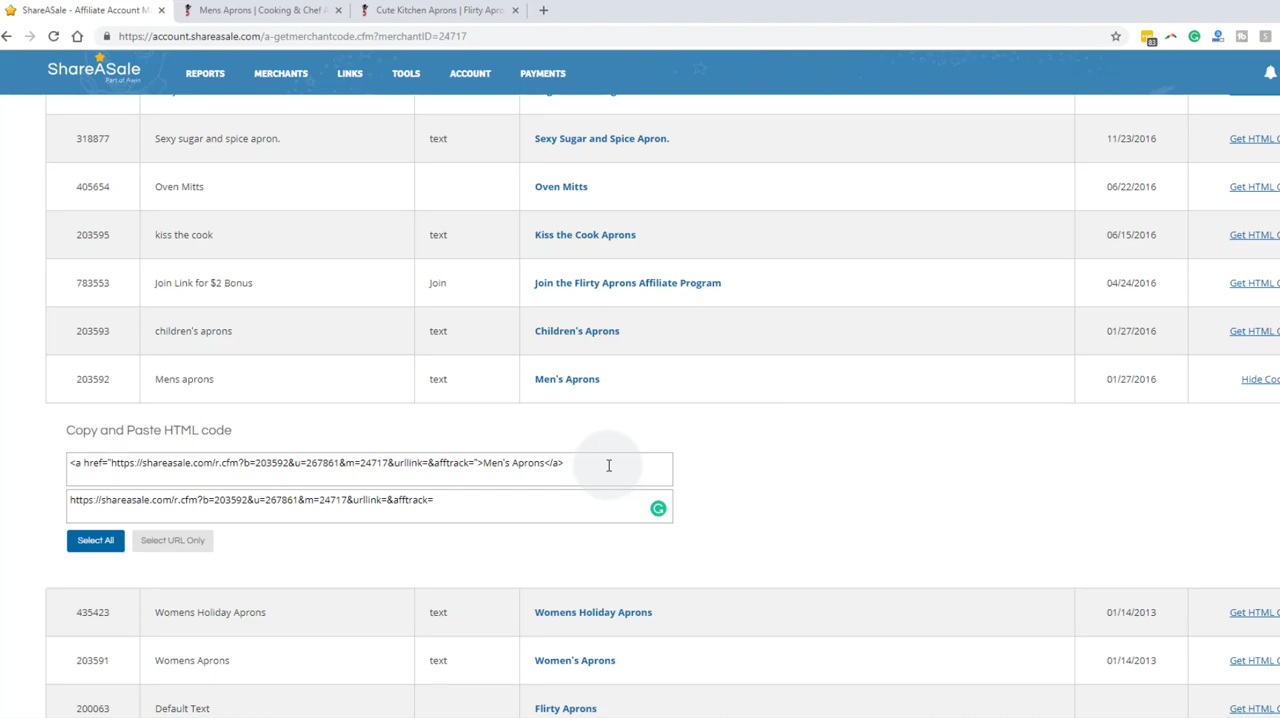 ShareASale - Affiliate Account M
Mens Aprons | Cooking & Chef A
Cute Kitchen Aprons | Flirty Apro
https://account.shareasale.com/a-getmerchantcode.cfm?merchantID=24717
83
ShareASale
Part of Awin
REPORTS
MERCHANTS
LINKS
TOOLS
ACCOUNT
PAYMENTS
318877 Sexy sugar and spice apron. text Sexy Sugar and Spice Apron. 11/23/2016 Get HTML C
405654 Oven Mitts Oven Mitts 06/22/2016 Get HTML C
203595 kiss the cook text Kiss the Cook Aprons 06/15/2016 Get HTML C
783553 Join Link for $2 Bonus Join Join the Flirty Aprons Affiliate Program 04/24/2016 Get HTML C
203593 children's aprons text Children's Aprons 01/27/2016 Get HTML C
203592 Mens aprons text Men's Aprons 01/27/2016 Hide Coc
Copy and Paste HTML code
<a href="https://shareasale.com/r.cfm?b=203592&u=267861&m=24717&urllink=&afftrack=">Men's Aprons</a>
https://shareasale.com/r.cfm?b=203592&u=267861&m=24717&urllink=&afftrack=
Select All
Select URL Only
435423 Womens Holiday Aprons text Womens Holiday Aprons 01/14/2013 Get HTML C
203591 Womens Aprons text Women's Aprons 01/14/2013 Get HTML C
200063 Default Text Flirty Aprons Get HTML C